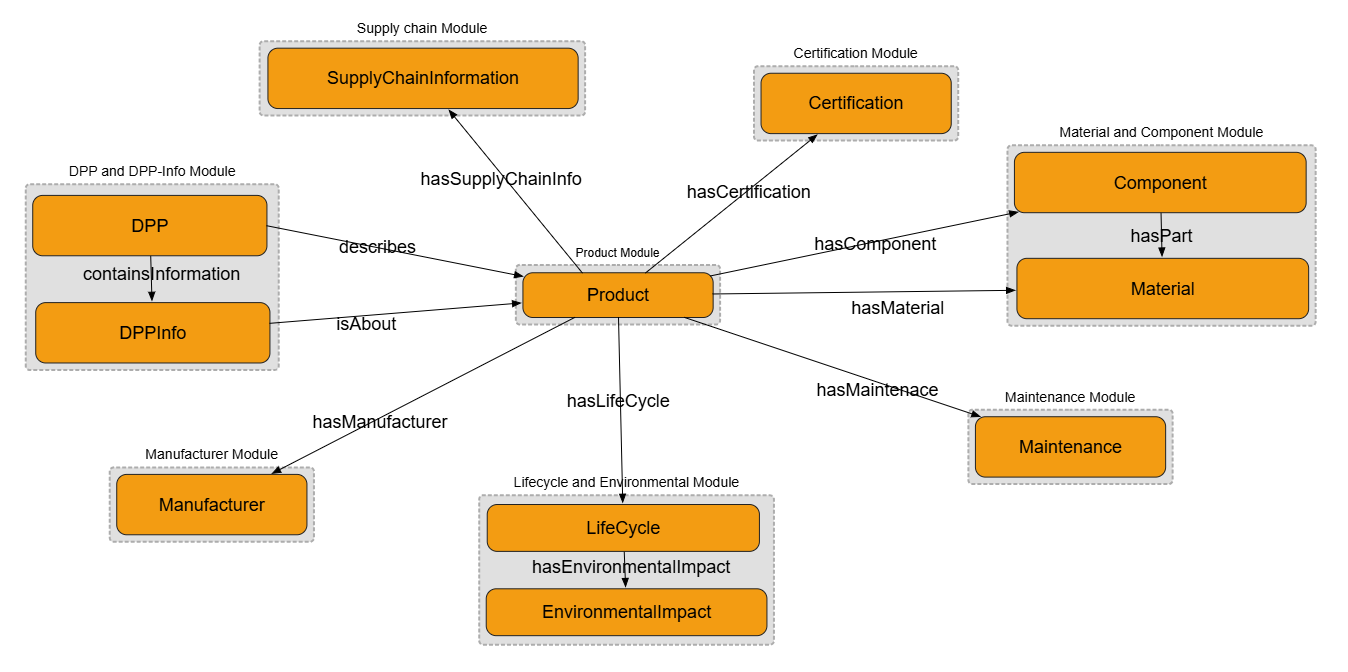 Supply chain Module
SupplyChainInformation
Certification Module
Certification
Material and Component Module
Component
hasPart
Material
DPP and DPP-Info Module
DPP
containsInformation
DPPInfo
hasSupplyChainInfo
hasCertification
describes
hasComponent
Product Module
Product
hasMaterial
isAbout
hasManufacturer
hasLifeCycle
hasMaintenace
Maintenance Module
Maintenance
Manufacturer Module
Manufacturer
Lifecycle and Environmental Module
LifeCycle
hasEnvironmentalImpact
EnvironmentalImpact